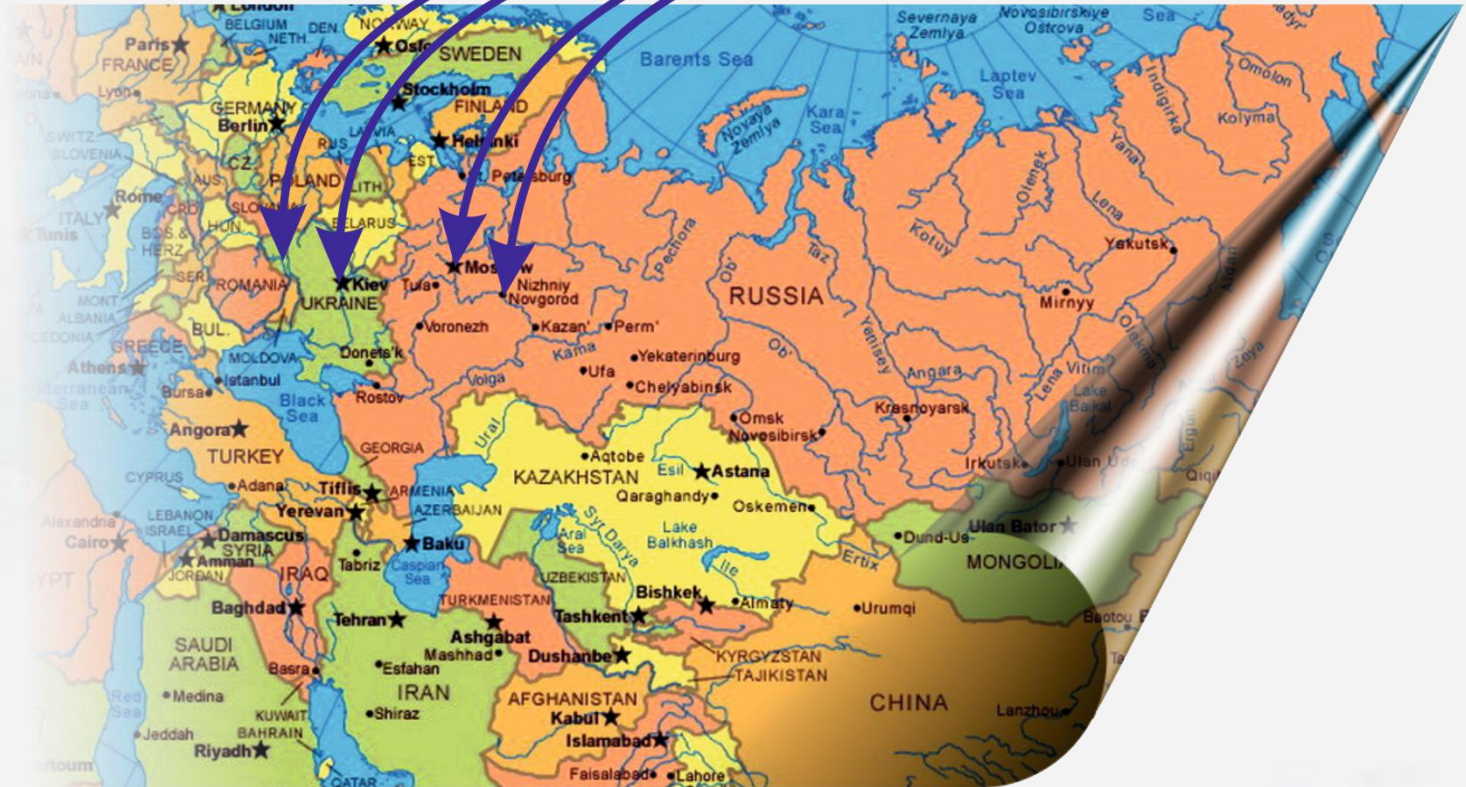 London
BELGIUM
DEN.
NORWAY
NETH.
Paris
FRANCE
Oslo
SWEDEN
Barents Sea
Severnaya
Zemlya
Novosibirskiye
Ostrova
Sea
Laptev
Sea
Kara
Sea
Novaya
Zemlya
Omolon
Indigirka
Kolyma
Yana
Olenek
Lena
Kotuy
Lyon
Stockholm
GERMANY
FINLAND
Berlin
LATVIA
Helsinki
RUS.
EST.
SWITZ
SLOVENIA
CZ.
AUS.
POLAND
LITH.
St. Petersburg
Rome
ITALY
CRO.
SLOVAKIA
HUN.
BELARUS
Tunis
BOS.&
HERZ.
Pechora
Taz
Ob'
Yakutsk
Aldan
SER.
ROMANIA
Kiev
UKRAINE
Moscow
Tula
Nizhniy
Novgorod
RUSSIA
Mirnyy
MONT
ALBANIA
BUL.
Voronezh
Kazan'
Perm'
Yenisey
Olekma
Zeya
GREECE
Athens
MOLDOVA
Donets'k
Kama
Yekaterinburg
Ob'
Ufa
Chelyabinsk
Angara
Lena
Vitim
Lake
Baikal
Istanbul
Bursa
Black
Sea
Rostov
Volga
Krasnoyarsk
Omsk
Novosibirsk
Angora
TURKEY
GEORGIA
Ural
Aqtobe
KAZAKHSTAN
Esil
Astana
Irkutsk
Ulan Ude
CYPRUS
Adana
Tiflis
ARMENIA
Qaraghandy
Yerevan
AZERBAIJAN
Oskemen
Alexandria
Cairo
LEBANON
ISRAEL
Damascus
SYRIA
Amman
JORDAN
IRAQ
Tabriz
Baku
Caspian
Sea
Aral
Sea
Syr Darya
Lake
Balkhash
Ile
Ertix
Dund-Us
Ulan Bator
MONGOLIA
UZBEKISTAN
Bishkek
Almaty
Urumqi
Baghdad
Tehran
TURKMENISTAN
Tashkent
Ashgabat
Mashhad
Dushanbe
KYRGYZSTAN
TAJIKISTAN
SAUDI
ARABIA
Basra
Esfahan
IRAN
AFGHANISTAN
Kabul
CHINA
Lanzhou
Baotou
Red
Sea
Medina
KUWAIT
Shiraz
Islamabad
Jeddah
BAHRAIN
Riyadh
Faisalabad
Lahore
QATAR